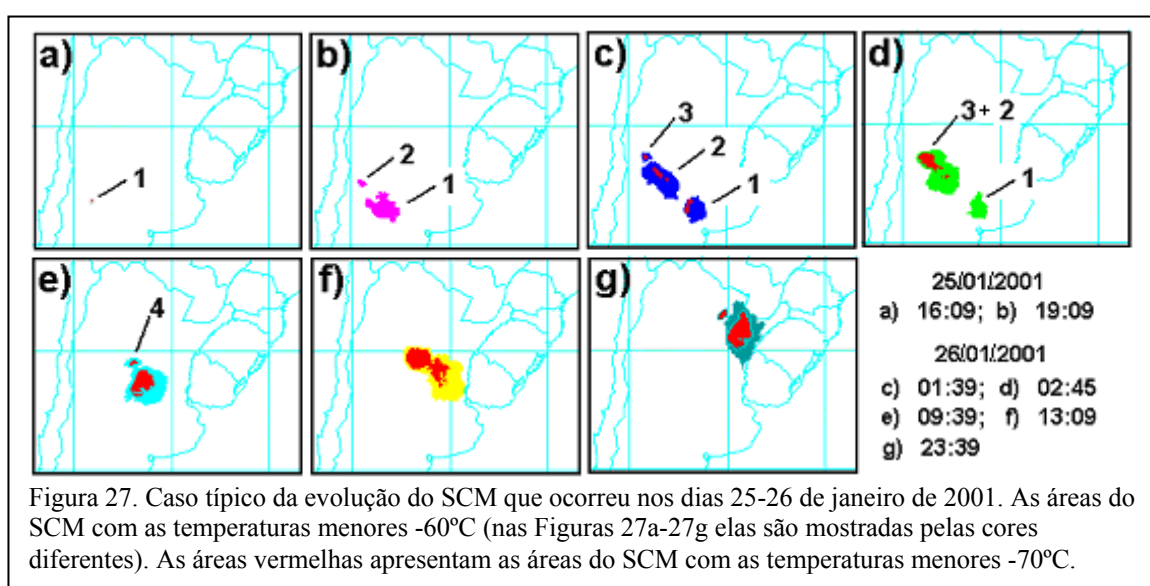 a)
1
b)
2
1
c)
3
2
1
d)
3+ 2
1
e)
4
f)
g)
25/01/2001
a) 16:09; b) 19:09
26/01/2001
c) 01:39; d) 02:45
e) 09:39; f) 13:09
g) 23:39
Figura 27. Caso típico da evolução do SCM que ocorreu nos dias 25-26 de janeiro de 2001. As áreas do
SCM com as temperaturas menores -60ºC (nas Figuras 27a-27g elas são mostradas pelas cores
diferentes). As áreas vermelhas apresentam as áreas do SCM com as temperaturas menores -70ºC.